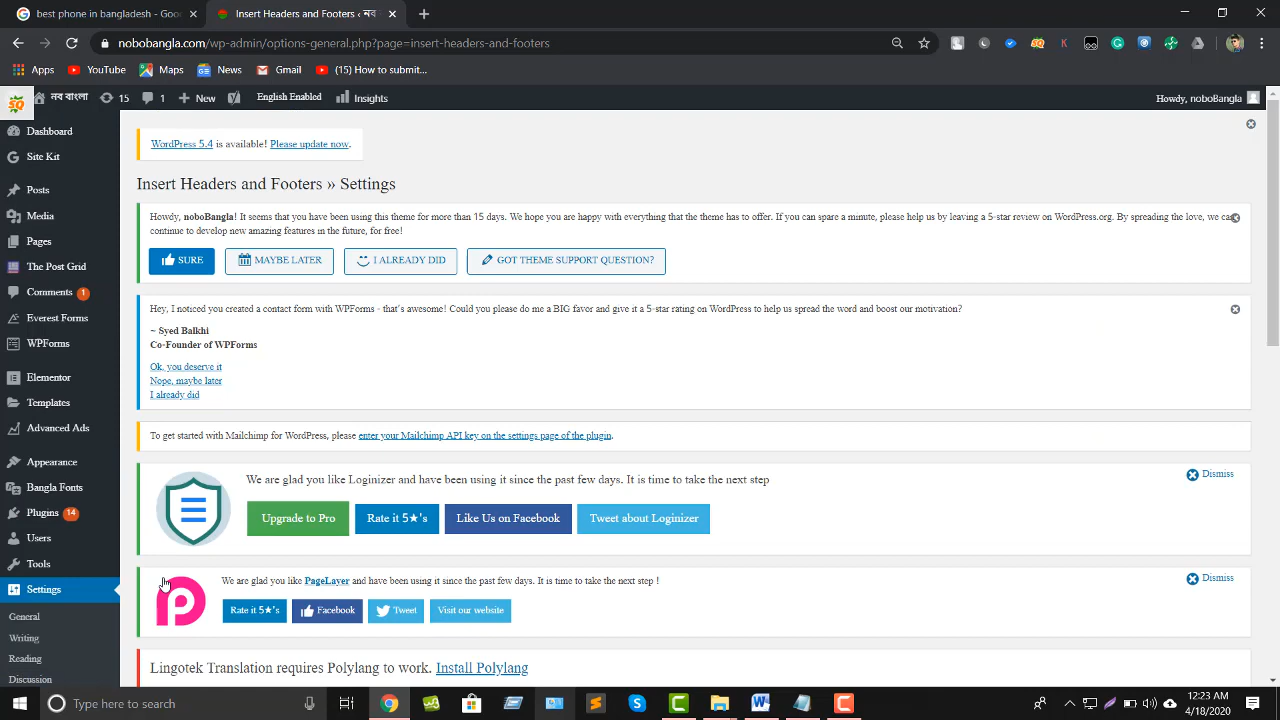 best phone in bangladesh - Goo
Insert Headers and Footers ‹ নব
nobobangla.com/wp-admin/options-general.php?page=insert-headers-and-footers
Apps YouTube Maps News Gmail (15) How to submit...
নব বাংলা 15 1 New English Enabled Insights Howdy, noboBangla
Dashboard
Site Kit
Posts
Media
Pages
The Post Grid
Comments 1
Everest Forms
WPForms
Elementor
Templates
Advanced Ads
Appearance
Bangla Fonts
Plugins 14
Users
Tools
Settings
General
Writing
Reading
Discussion
WordPress 5.4 is available! Please update now.
Insert Headers and Footers » Settings
Howdy, noboBangla! It seems that you have been using this theme for more than 15 days. We hope you are happy with everything that the theme has to offer. If you can spare a minute, please help us by leaving a 5-star review on WordPress.org. By spreading the love, we can
continue to develop new amazing features in the future, for free!
SURE MAYBE LATER I ALREADY DID GOT THEME SUPPORT QUESTION?
Hey, I noticed you created a contact form with WPForms - that's awesome! Could you please do me a BIG favor and give it a 5-star rating on WordPress to help us spread the word and boost our motivation?
~ Syed Balkhi
Co-Founder of WPForms
Ok, you deserve it
Nope, maybe later
I already did
To get started with Mailchimp for WordPress, please enter your Mailchimp API key on the settings page of the plugin.
We are glad you like Loginizer and have been using it since the past few days. It is time to take the next step
Dismiss
Upgrade to Pro Rate it 5★'s Like Us on Facebook Tweet about Loginizer
We are glad you like PageLayer and have been using it since the past few days. It is time to take the next step !
Dismiss
Rate it 5★'s Facebook Tweet Visit our website
Lingotek Translation requires Polylang to work. Install Polylang
Type here to search
12:23 AM
4/18/2020